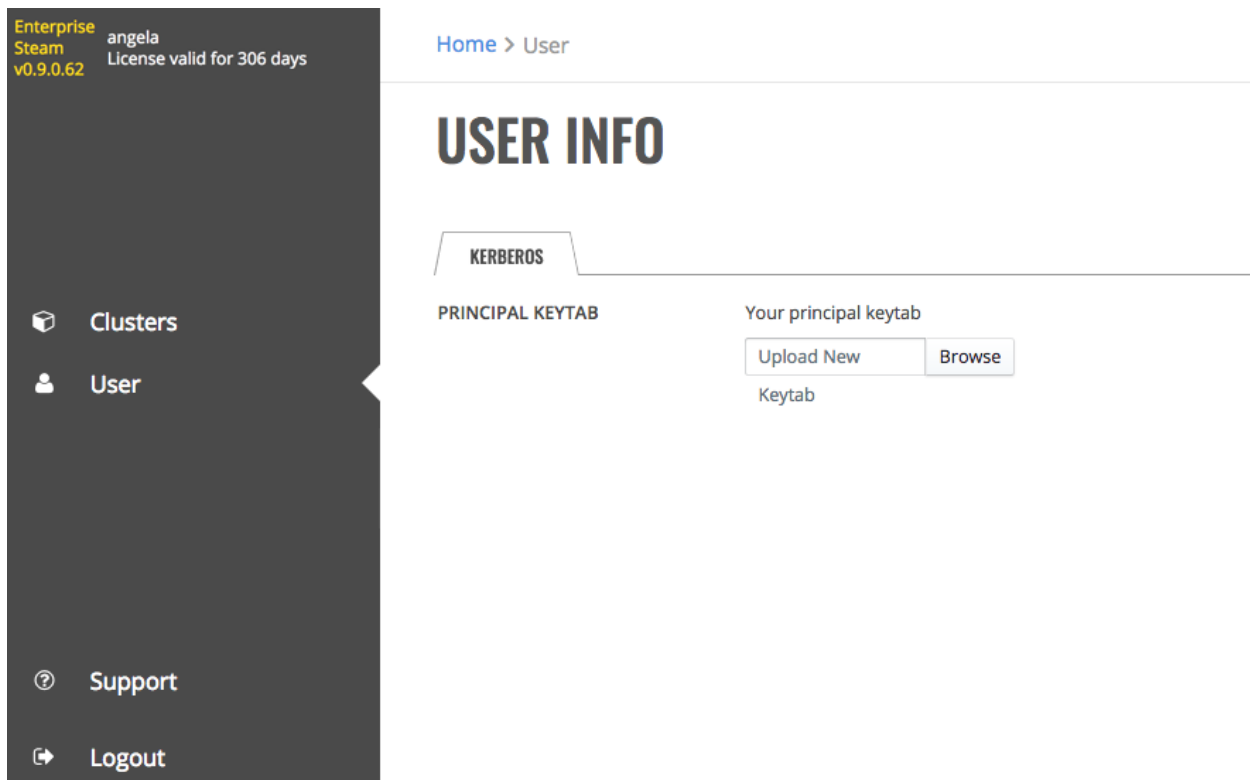 Enterprise
Steam
v0.9.0.62
angela
License valid for 306 days
Clusters
User
Support
Logout
Home > User
USER INFO
KERBEROS
PRINCIPAL KEYTAB
Your principal keytab
Upload New
Keytab
Browse